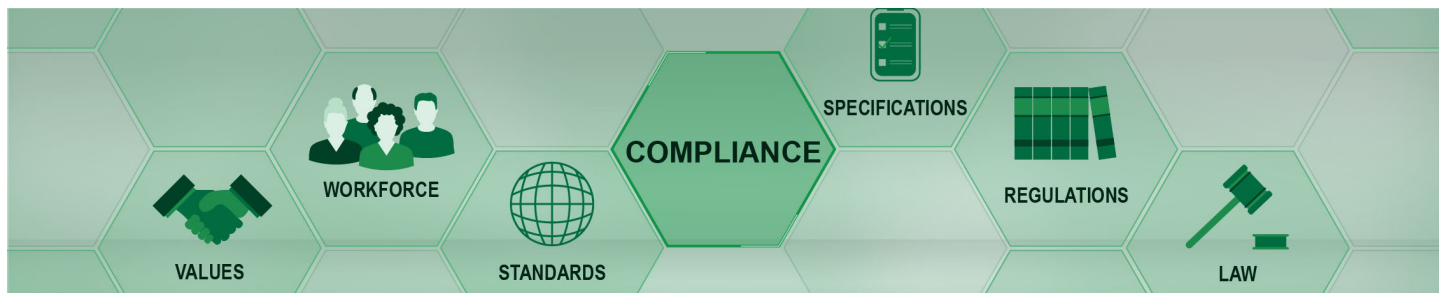 VALUES
WORKFORCE
STANDARDS
COMPLIANCE
SPECIFICATIONS
REGULATIONS
LAW